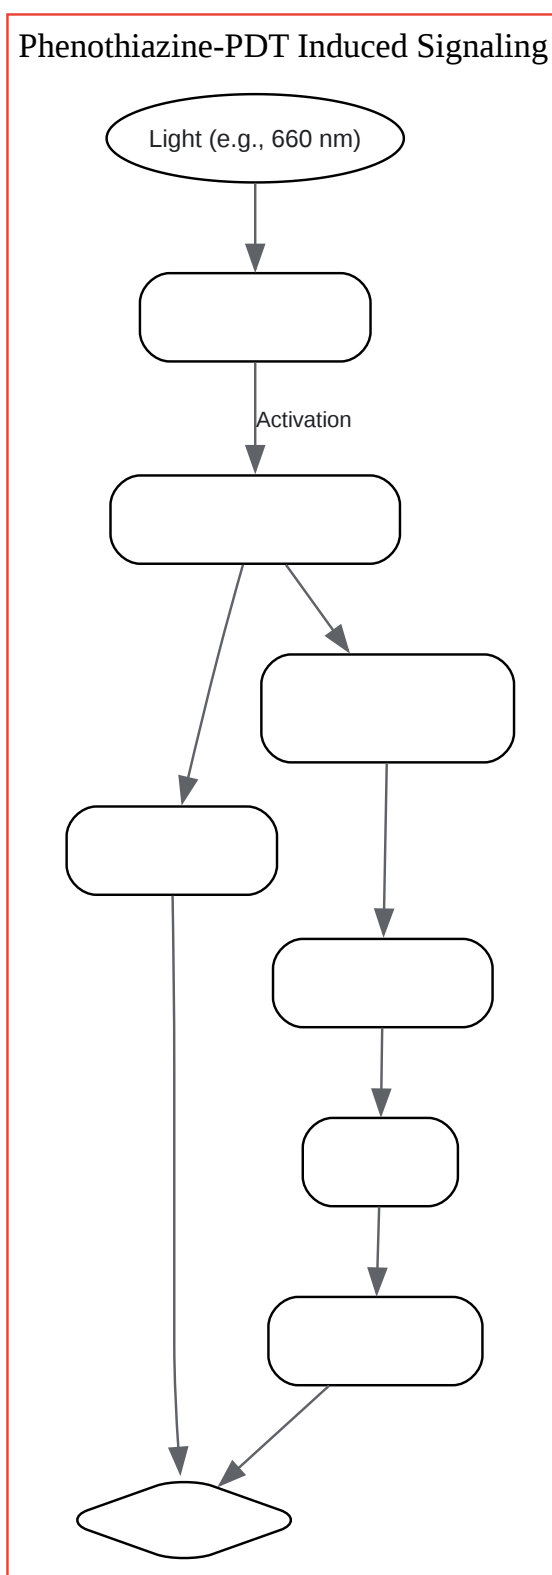 Phenothiazine-PDT Induced Signaling
Light (e.g., 660 nm)
Activation